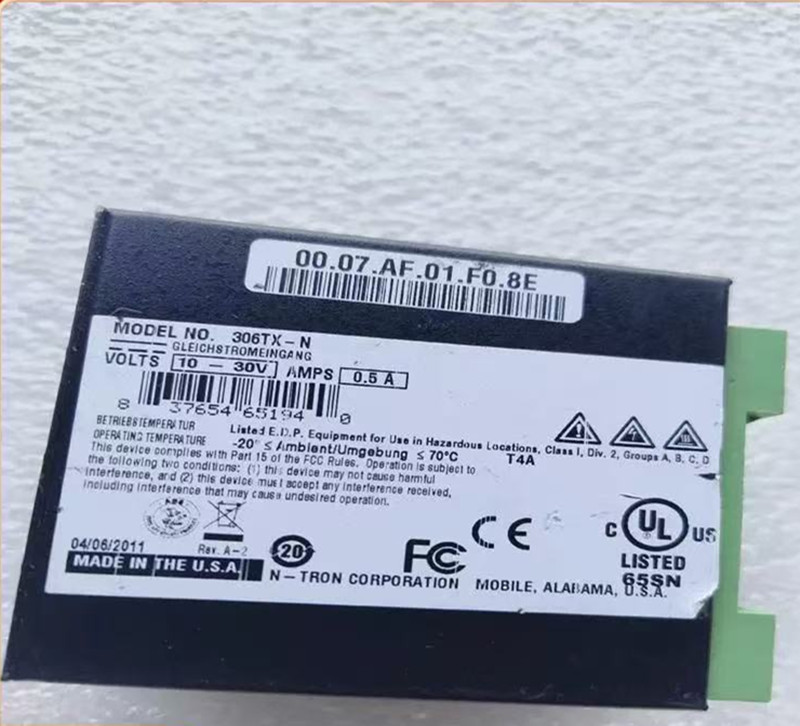 00.07.AF.01.F0.8E
MODEL NO. 306TX-N
GLEICHSTROMEINGANG
VOLTS 10 — 30V AMPS 0.5 A
8 37654 65194 0
BETRIEBSTEMPERATUR
OPERATING TEMPERATURE
Listed E.D.P. Equipment for Use in Hazardous Locations, Class I, Div. 2, Groups A, B, C, D
-20° ≤ Ambient/Umgebung ≤ 70°C T4A
This device complies with Part 15 of the FCC Rules. Operation is subject to
the following two conditions: (1) this device may not cause harmful
interference, and (2) this device must accept any interference received,
including interference that may cause undesired operation.
04/06/2011 Rev. A-2
20
FC CE
C UL US
LISTED
65SN
MADE IN THE U.S.A.
N-TRON CORPORATION MOBILE, ALABAMA, U.S.A.